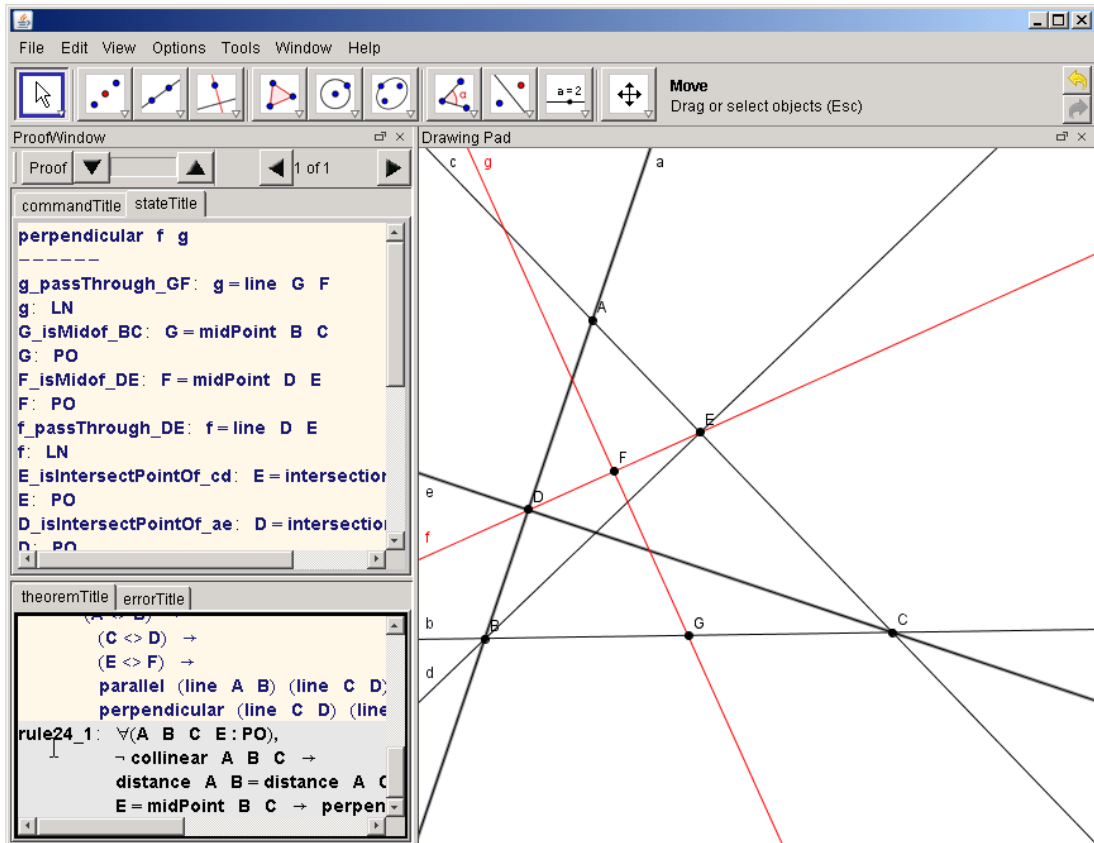 File Edit View Options Tools Window Help
α
a = 2
Move
Drag or select objects (Esc)
ProofWindow
Proof
1 of 1
commandTitle stateTitle
perpendicular f g
------
g_passThrough_GF: g = line G F
g: LN
G_isMidof_BC: G = midPoint B C
G: PO
F_isMidof_DE: F = midPoint D E
F: PO
f_passThrough_DE: f = line D E
f: LN
E_isIntersectPointOf_cd: E = intersection
E: PO
D_isIntersectPointOf_ae: D = intersection
D: PO
theoremTitle errorTitle
(A <> B) →
(C <> D) →
(E <> F) →
parallel (line A B) (line C D)
perpendicular (line C D) (line
rule24_1: ∀(A B C E : PO),
¬ collinear A B C →
distance A B = distance A C
E = midPoint B C → perpen
Drawing Pad
c g a
A
E
F
e D
f
b B G C
d